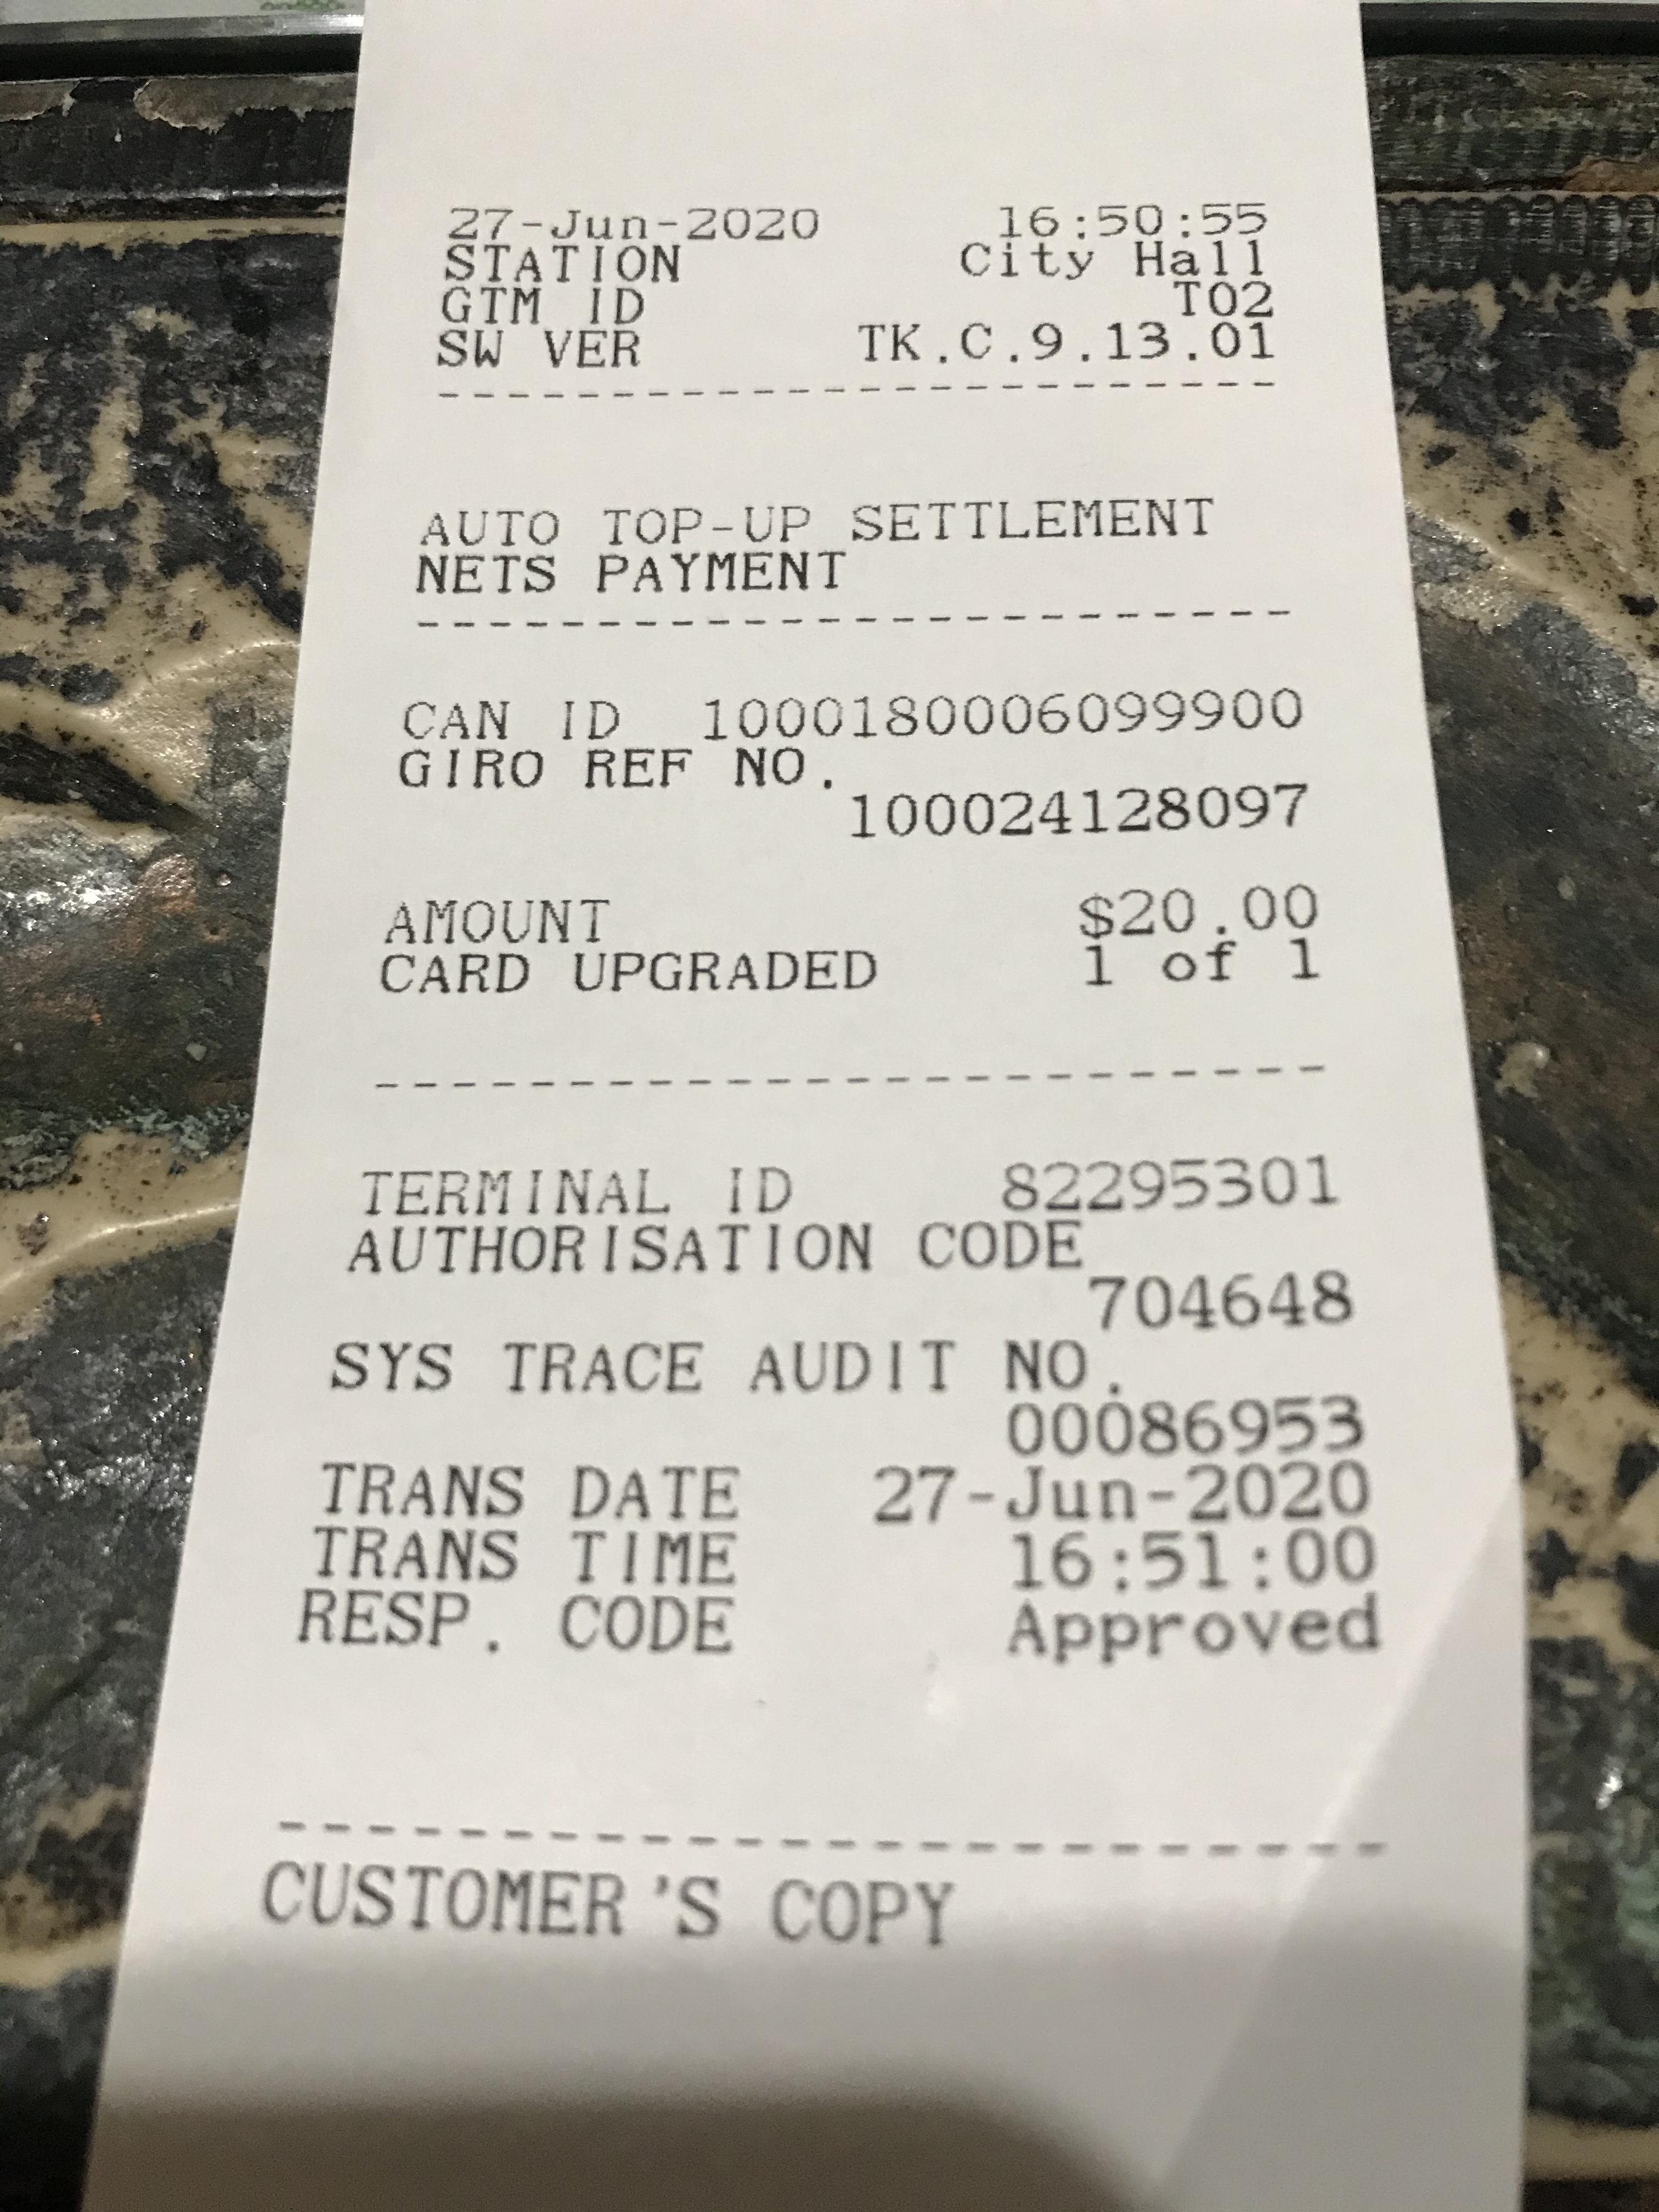 27-Jun-2020 16:50:55
STATION City Hall
GTM ID T02
SW VER TK.C.9.13.01
------------------------
AUTO TOP-UP SETTLEMENT
NETS PAYMENT
------------------------
CAN ID 1000180006099900
GIRO REF NO.
100024128097
AMOUNT $20.00
CARD UPGRADED 1 of 1
------------------------
TERMINAL ID 82295301
AUTHORISATION CODE
704648
SYS TRACE AUDIT NO.
00086953
TRANS DATE 27-Jun-2020
TRANS TIME 16:51:00
RESP. CODE Approved
------------------------
CUSTOMER'S COPY